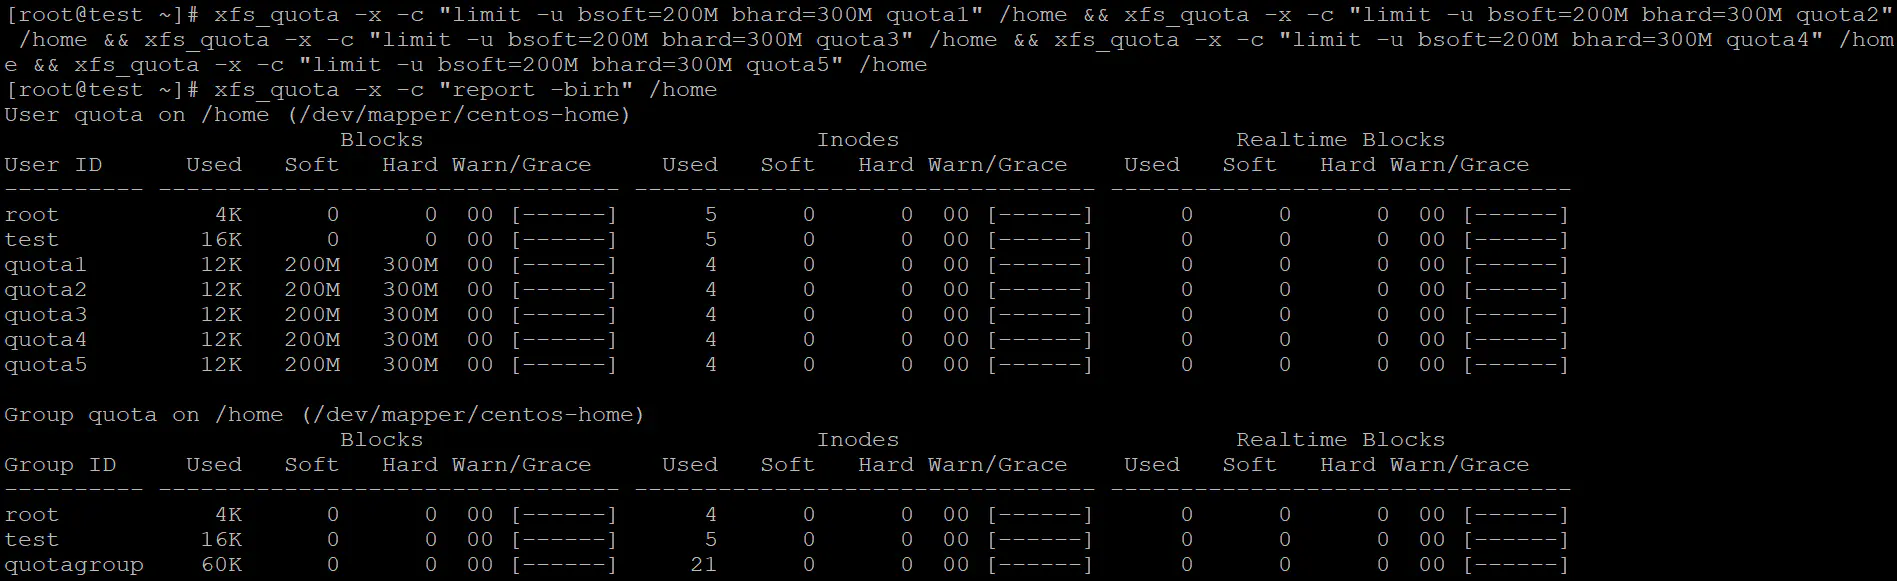 [root@test ~]# xfs_quota -x -c "limit -u bsoft=200M bhard=300M quota1" /home && xfs_quota -x -c "limit -u bsoft=200M bhard=300M quota2"
 /home && xfs_quota -x -c "limit -u bsoft=200M bhard=300M quota3" /home && xfs_quota -x -c "limit -u bsoft=200M bhard=300M quota4" /hom
e && xfs_quota -x -c "limit -u bsoft=200M bhard=300M quota5" /home
[root@test ~]# xfs_quota -x -c "report -birh" /home
User quota on /home (/dev/mapper/centos-home)
                        Blocks                            Inodes                        Realtime Blocks
User ID      Used   Soft   Hard Warn/Grace     Used   Soft   Hard Warn/Grace    Used   Soft   Hard Warn/Grace
---------- --------------------------------- --------------------------------- ---------------------------------
root           4K      0      0  00 [------]      5      0      0  00 [------]      0      0      0  00 [------]
test          16K      0      0  00 [------]      5      0      0  00 [------]      0      0      0  00 [------]
quota1        12K   200M   300M  00 [------]      4      0      0  00 [------]      0      0      0  00 [------]
quota2        12K   200M   300M  00 [------]      4      0      0  00 [------]      0      0      0  00 [------]
quota3        12K   200M   300M  00 [------]      4      0      0  00 [------]      0      0      0  00 [------]
quota4        12K   200M   300M  00 [------]      4      0      0  00 [------]      0      0      0  00 [------]
quota5        12K   200M   300M  00 [------]      4      0      0  00 [------]      0      0      0  00 [------]

Group quota on /home (/dev/mapper/centos-home)
                        Blocks                            Inodes                        Realtime Blocks
Group ID     Used   Soft   Hard Warn/Grace     Used   Soft   Hard Warn/Grace    Used   Soft   Hard Warn/Grace
---------- --------------------------------- --------------------------------- ---------------------------------
root           4K      0      0  00 [------]      4      0      0  00 [------]      0      0      0  00 [------]
test          16K      0      0  00 [------]      5      0      0  00 [------]      0      0      0  00 [------]
quotagroup    60K      0      0  00 [------]     21      0      0  00 [------]      0      0      0  00 [------]